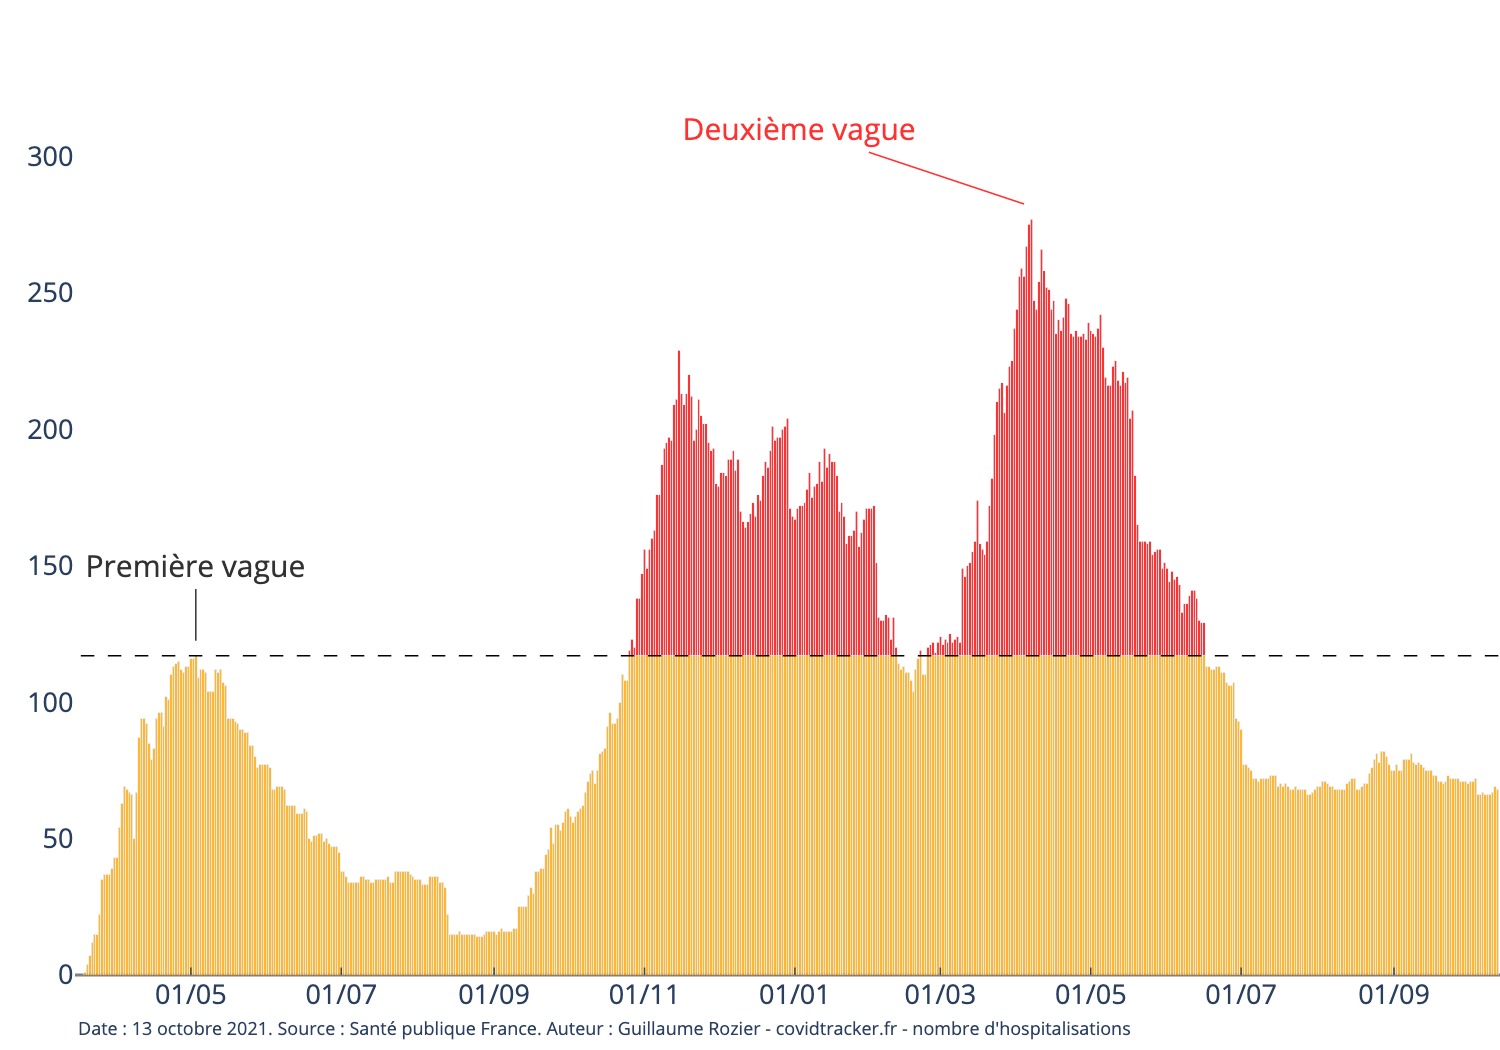 Deuxième vague
300
250
200
150
Première vague
100
50
0
01/05 01/07 01/09 01/11 01/01 01/03 01/05 01/07 01/09
Date : 13 octobre 2021. Source : Santé publique France. Auteur : Guillaume Rozier - covidtracker.fr - nombre d'hospitalisations